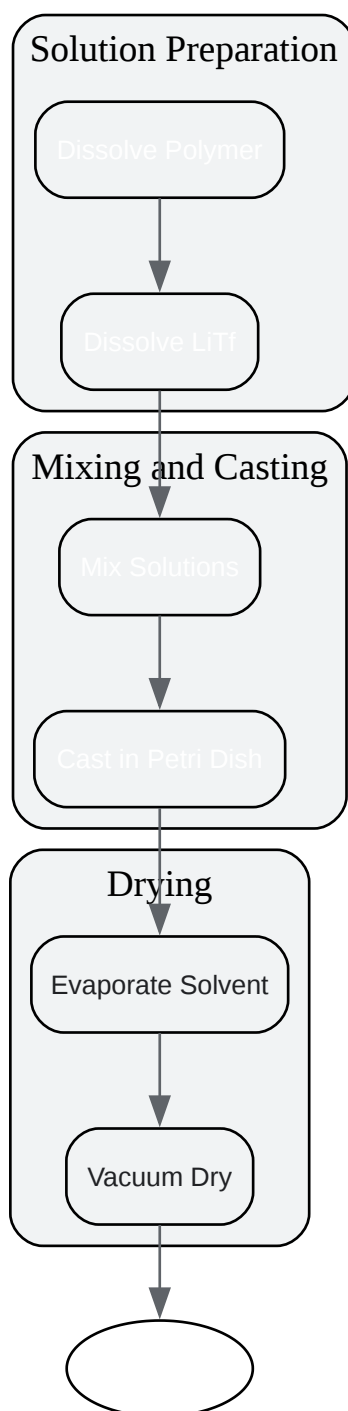 Solution Preparation
Dissolve Polymer
Dissolve LiTf
Mixing and Casting
Mix Solutions
Cast in Petri Dish
Drying
Evaporate Solvent
Vacuum Dry